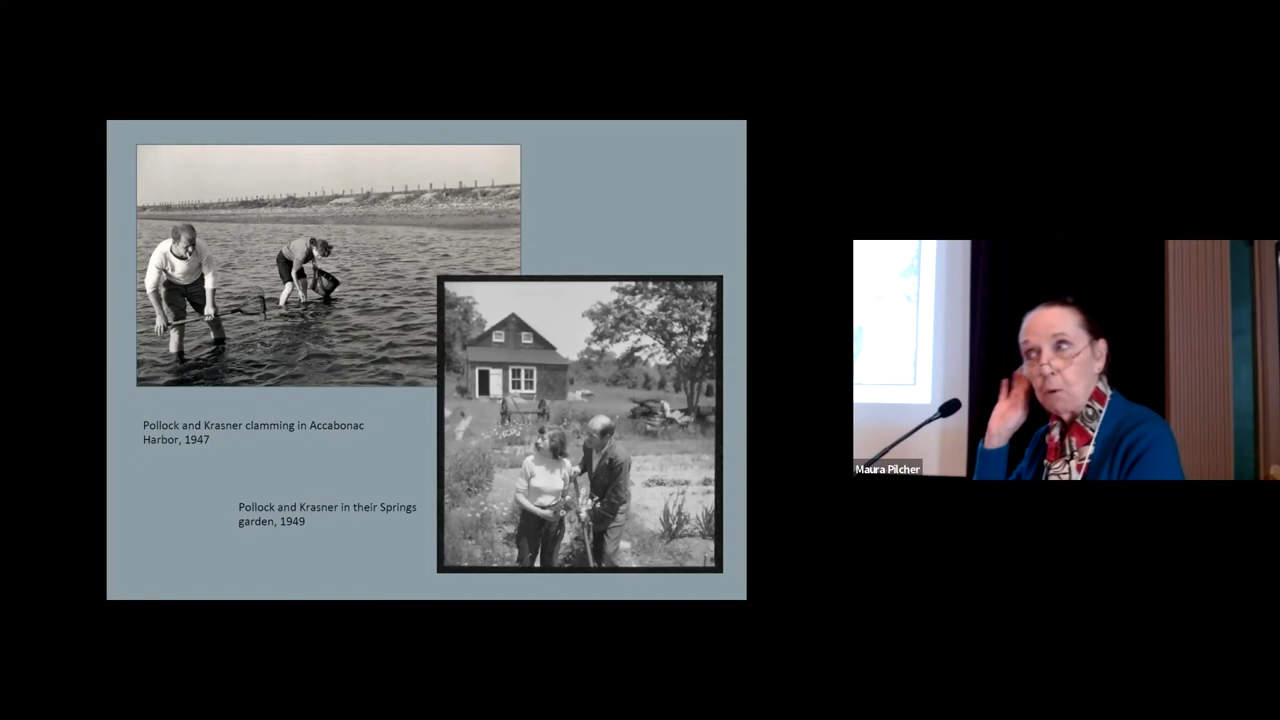 Pollock and Krasner clamming in Accabonac
Harbor, 1947
Pollock and Krasner in their Springs
garden, 1949
Maura Pilcher